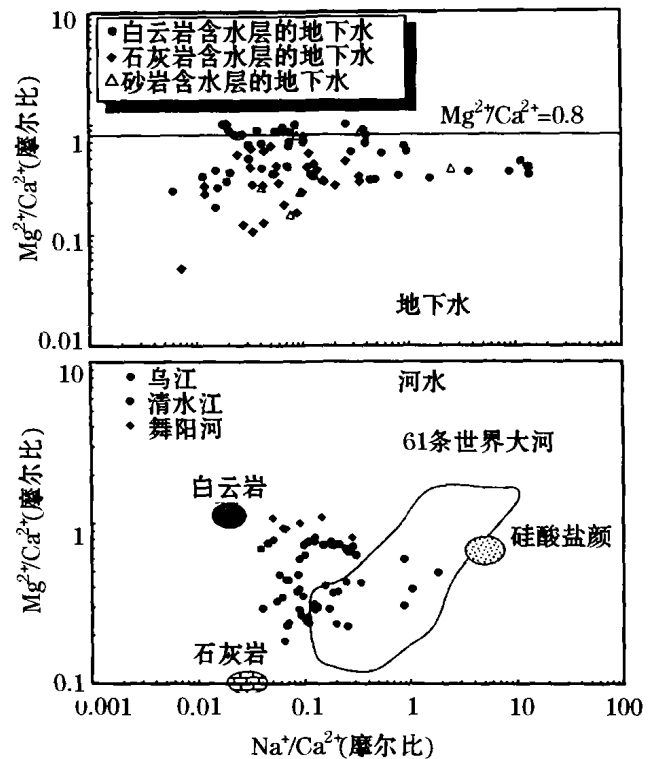 10
白云岩含水层的地下水
石灰岩含水层的地下水
砂岩含水层的地下水
Mg²⁺/Ca²⁺=0.8
1
Mg²⁺/Ca²⁺(摩尔比)
0.1
地下水
0.01
10
乌江
清水江
舞阳河
河水
61条世界大河
白云岩
1
硅酸盐颜
Mg²⁺/Ca²⁺(摩尔比)
石灰岩
0.1
0.001 0.01 0.1 1 10 100
Na⁺/Ca²⁺(摩尔比)